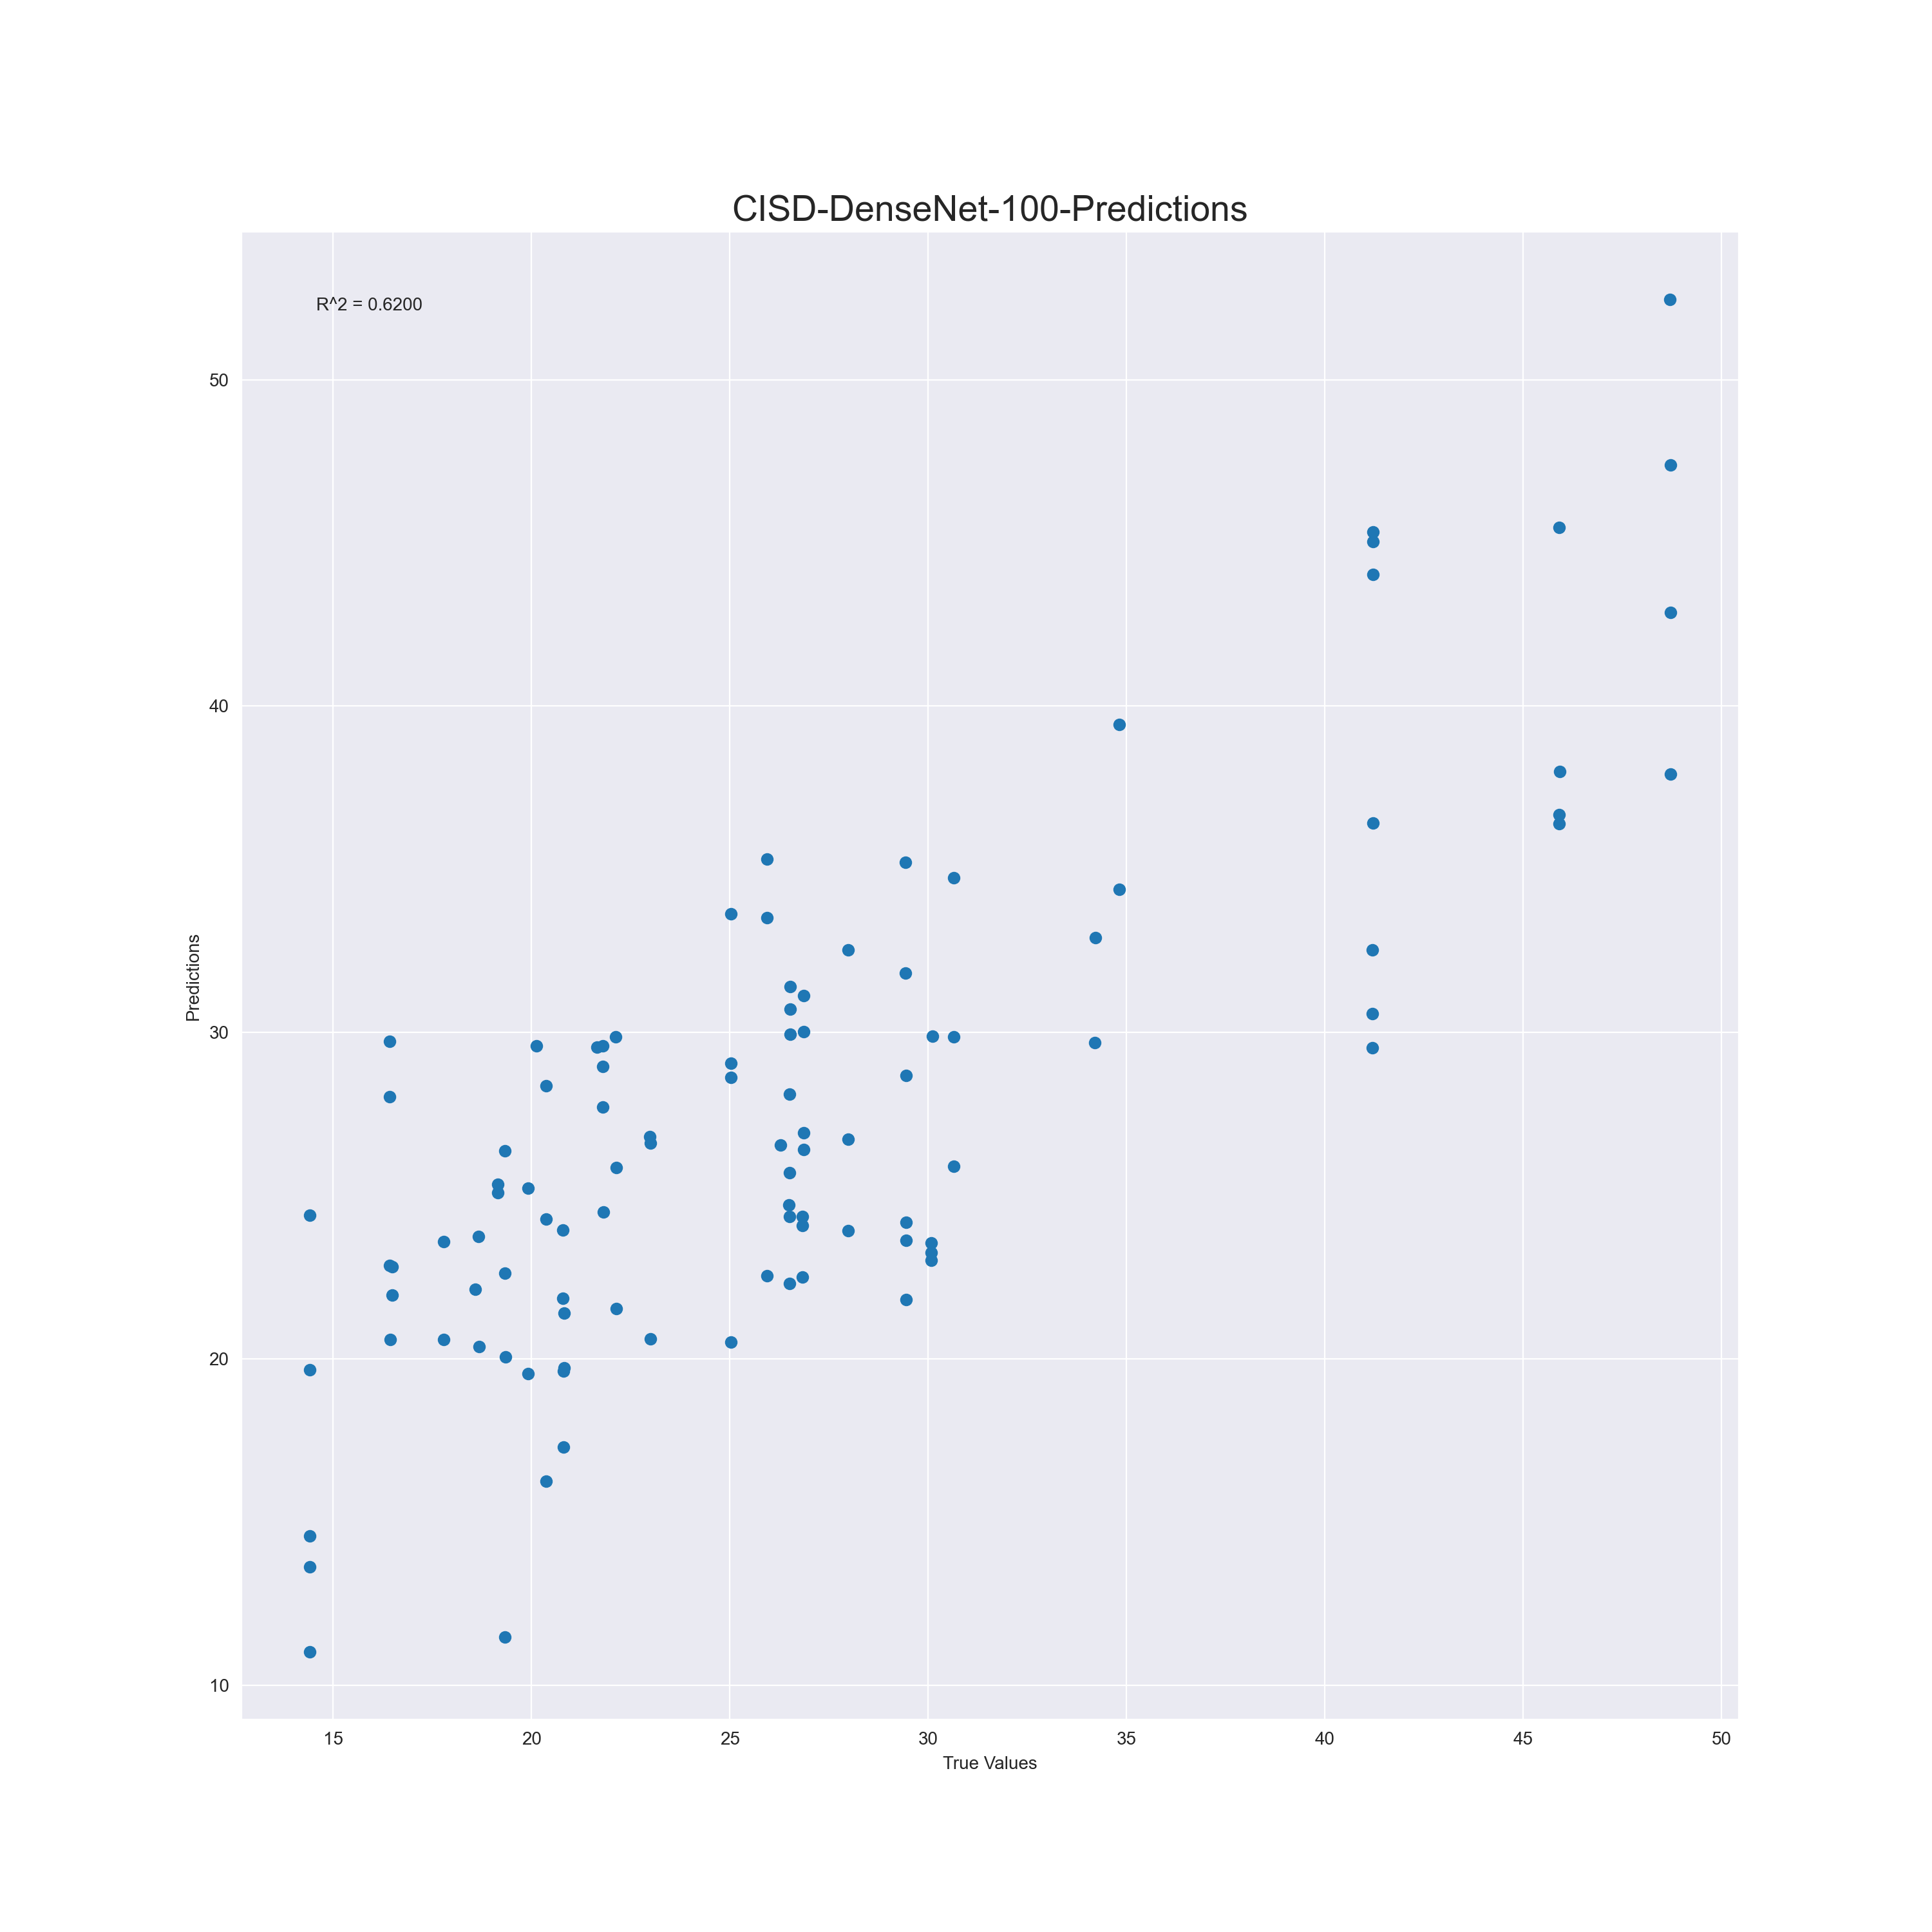 CISD-DenseNet-100-Predictions
R^2 = 0.6200
50
40
30
20
10
Predictions
15 20 25 30 35 40 45 50
True Values